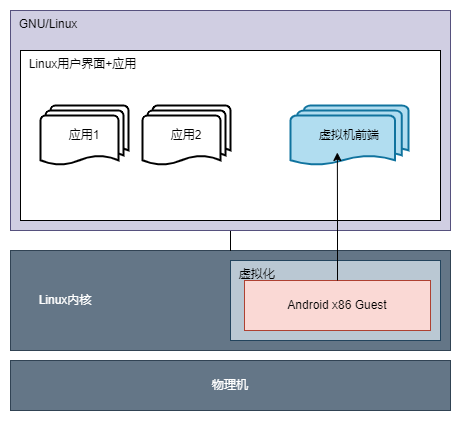 GNU/Linux
Linux用户界面+应用
应用1
应用2
虚拟机前端
虚拟化
Linux内核
Android x86 Guest
物理机